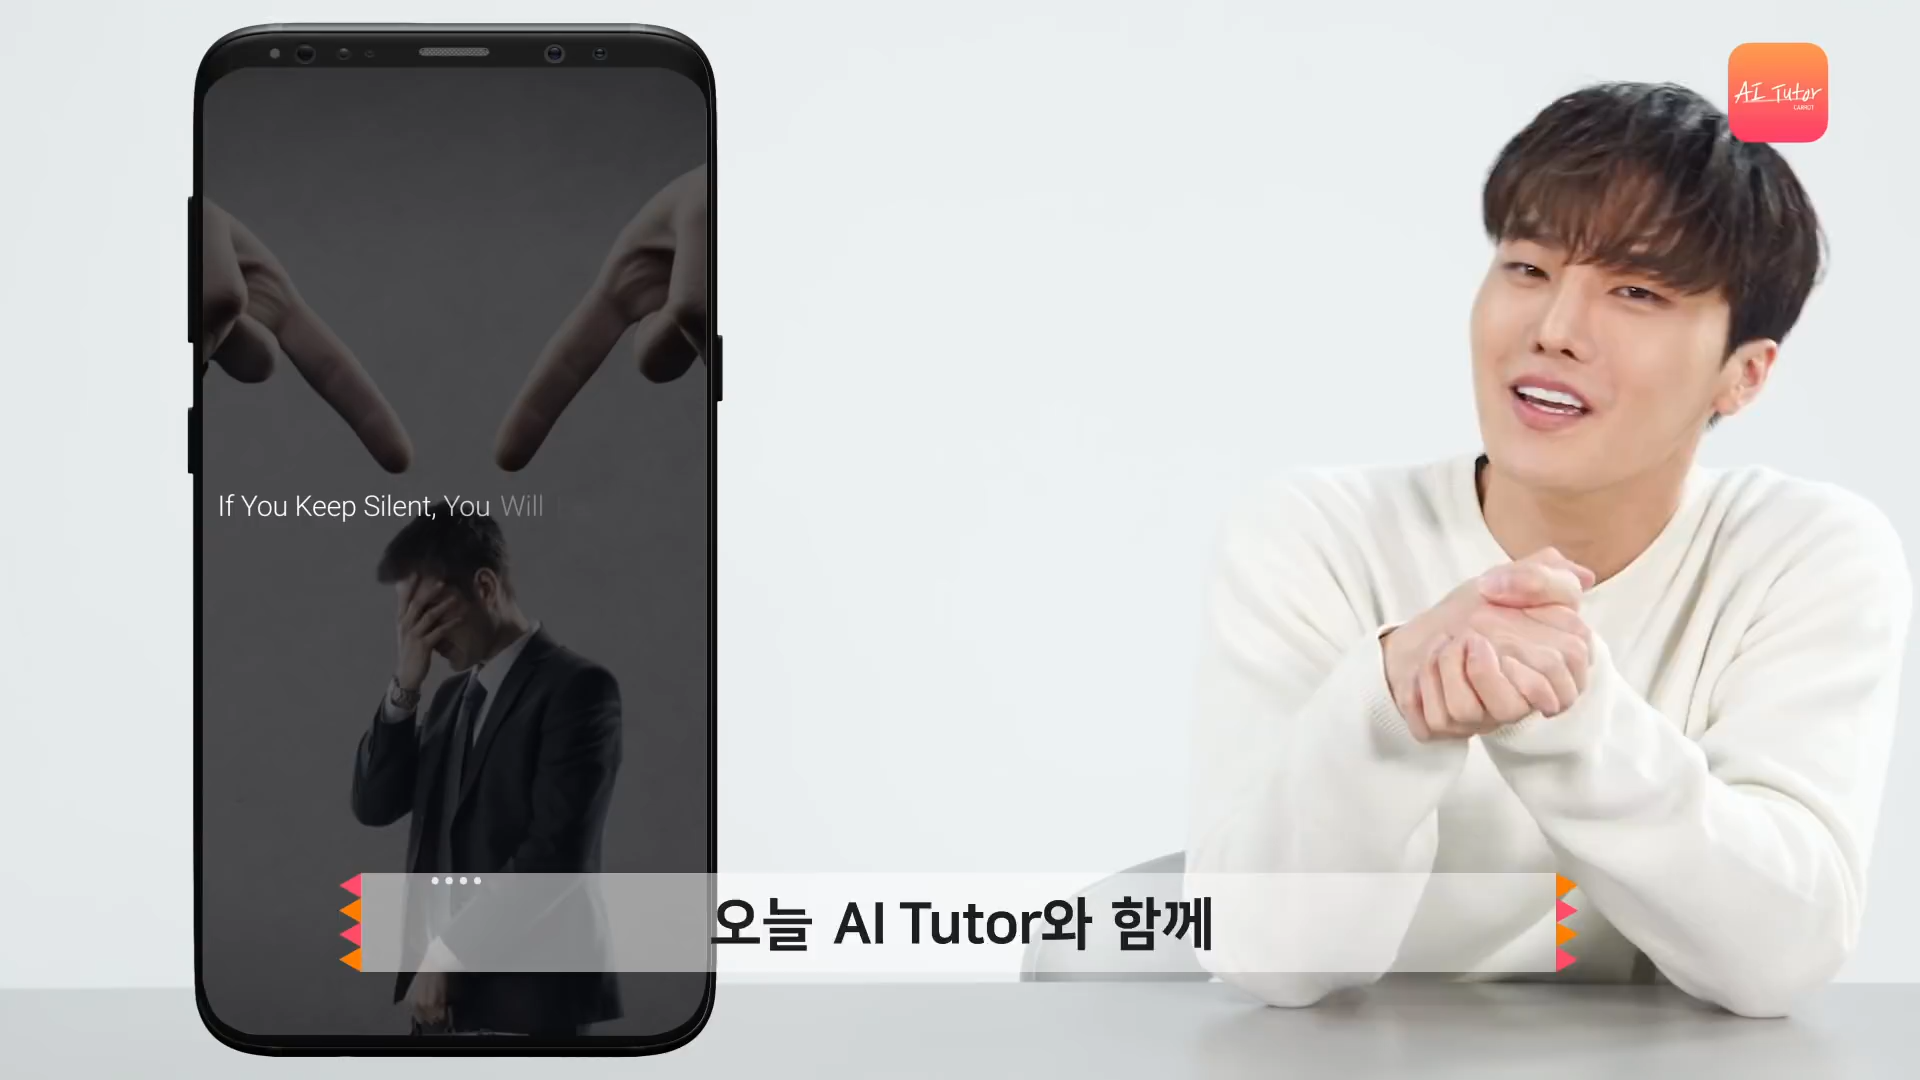 AI Tutor
CARROT
If You Keep Silent, You Will
오늘 AI Tutor와 함께